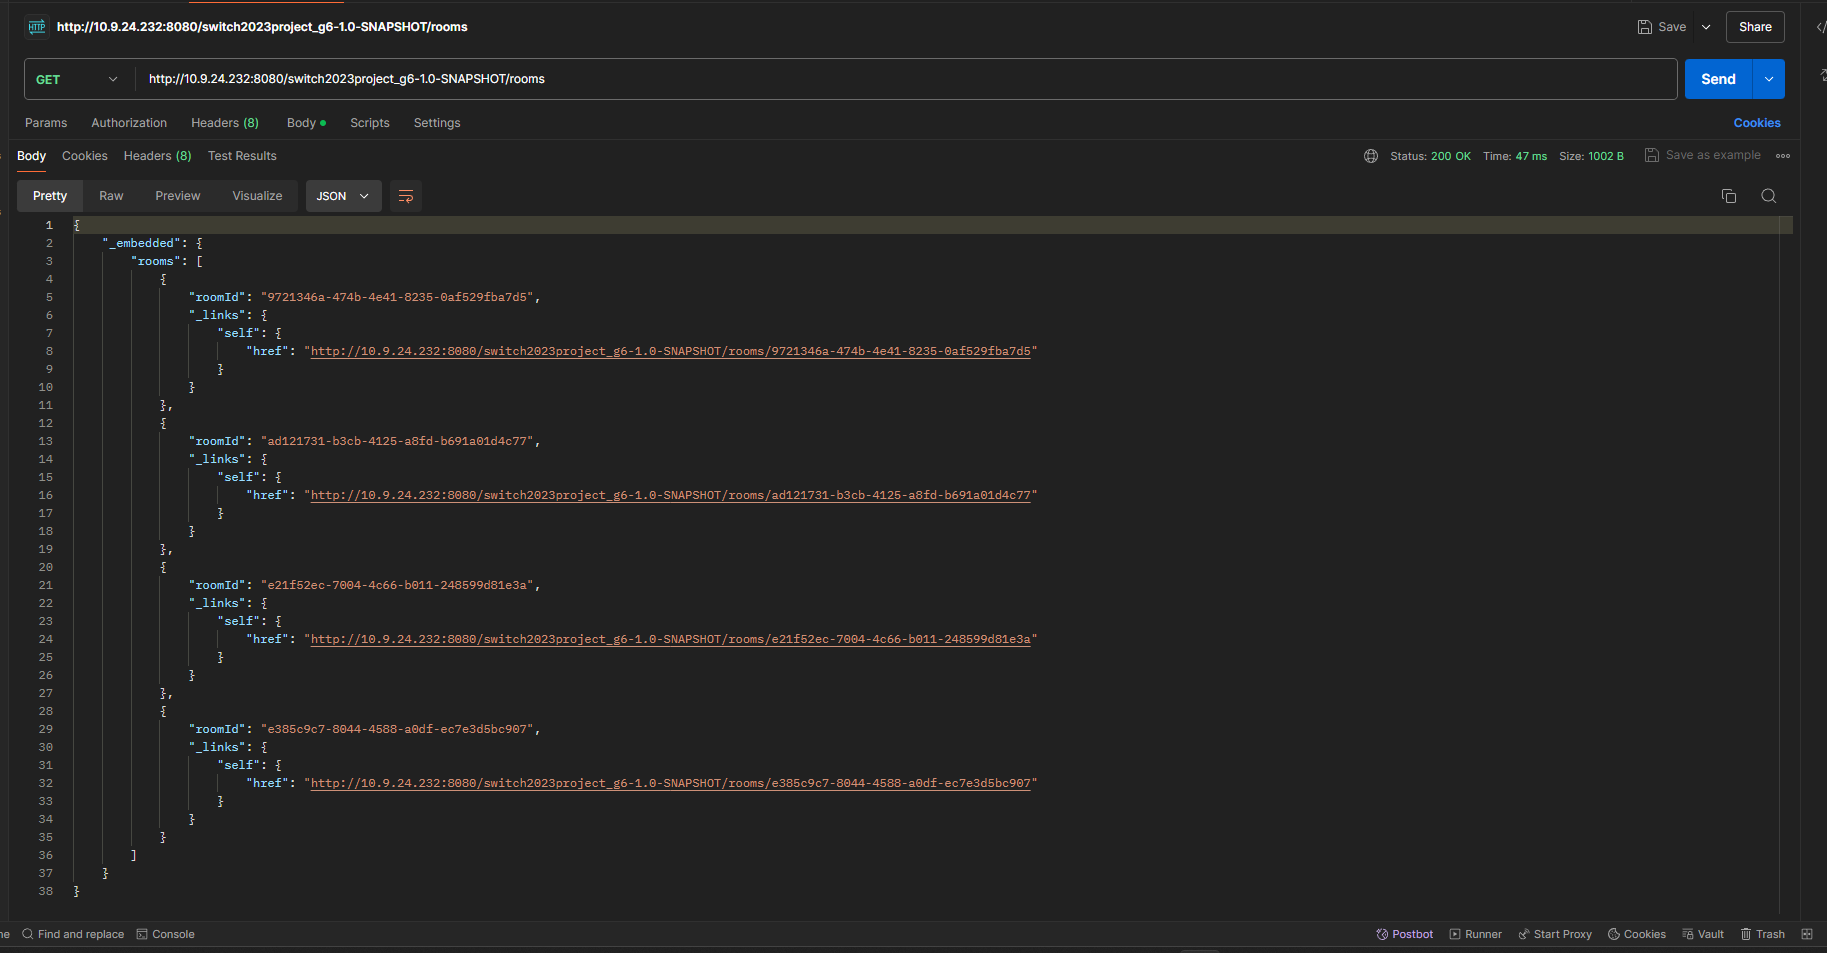 HTTP http://10.9.24.232:8080/switch2023project_g6-1.0-SNAPSHOT/rooms Save Share
GET http://10.9.24.232:8080/switch2023project_g6-1.0-SNAPSHOT/rooms Send
Params Authorization Headers (8) Body Scripts Settings Cookies
Body Cookies Headers (8) Test Results Status: 200 OK Time: 47 ms Size: 1002 B Save as example
Pretty Raw Preview Visualize JSON
1 {
2 "_embedded": {
3 "rooms": [
4 {
5 "roomId": "9721346a-474b-4e41-8235-0af529fba7d5",
6 "_links": {
7 "self": {
8 "href": "http://10.9.24.232:8080/switch2023project_g6-1.0-SNAPSHOT/rooms/9721346a-474b-4e41-8235-0af529fba7d5"
9 }
10 }
11 },
12 {
13 "roomId": "ad121731-b3cb-4125-a8fd-b691a01d4c77",
14 "_links": {
15 "self": {
16 "href": "http://10.9.24.232:8080/switch2023project_g6-1.0-SNAPSHOT/rooms/ad121731-b3cb-4125-a8fd-b691a01d4c77"
17 }
18 }
19 },
20 {
21 "roomId": "e21f52ec-7004-4c66-b011-248599d81e3a",
22 "_links": {
23 "self": {
24 "href": "http://10.9.24.232:8080/switch2023project_g6-1.0-SNAPSHOT/rooms/e21f52ec-7004-4c66-b011-248599d81e3a"
25 }
26 }
27 },
28 {
29 "roomId": "e385c9c7-8044-4588-a0df-ec7e3d5bc907",
30 "_links": {
31 "self": {
32 "href": "http://10.9.24.232:8080/switch2023project_g6-1.0-SNAPSHOT/rooms/e385c9c7-8044-4588-a0df-ec7e3d5bc907"
33 }
34 }
35 }
36 ]
37 }
38 }
ne Find and replace Console Postbot Runner Start Proxy Cookies Vault Trash